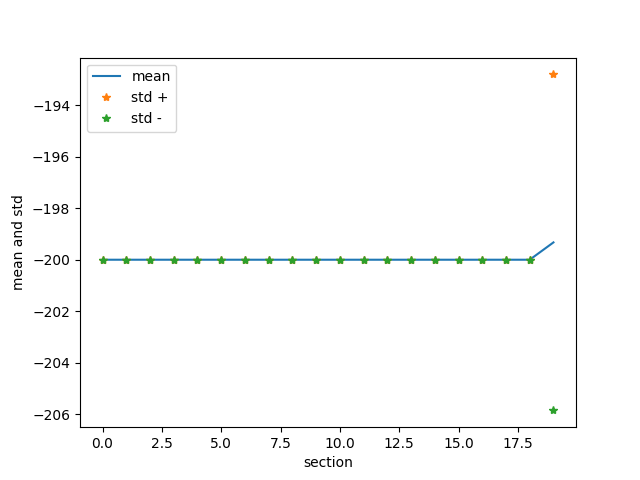 mean
std +
std -
−194
−196
−198
−200
−202
−204
−206
mean and std
0.0 2.5 5.0 7.5 10.0 12.5 15.0 17.5
section